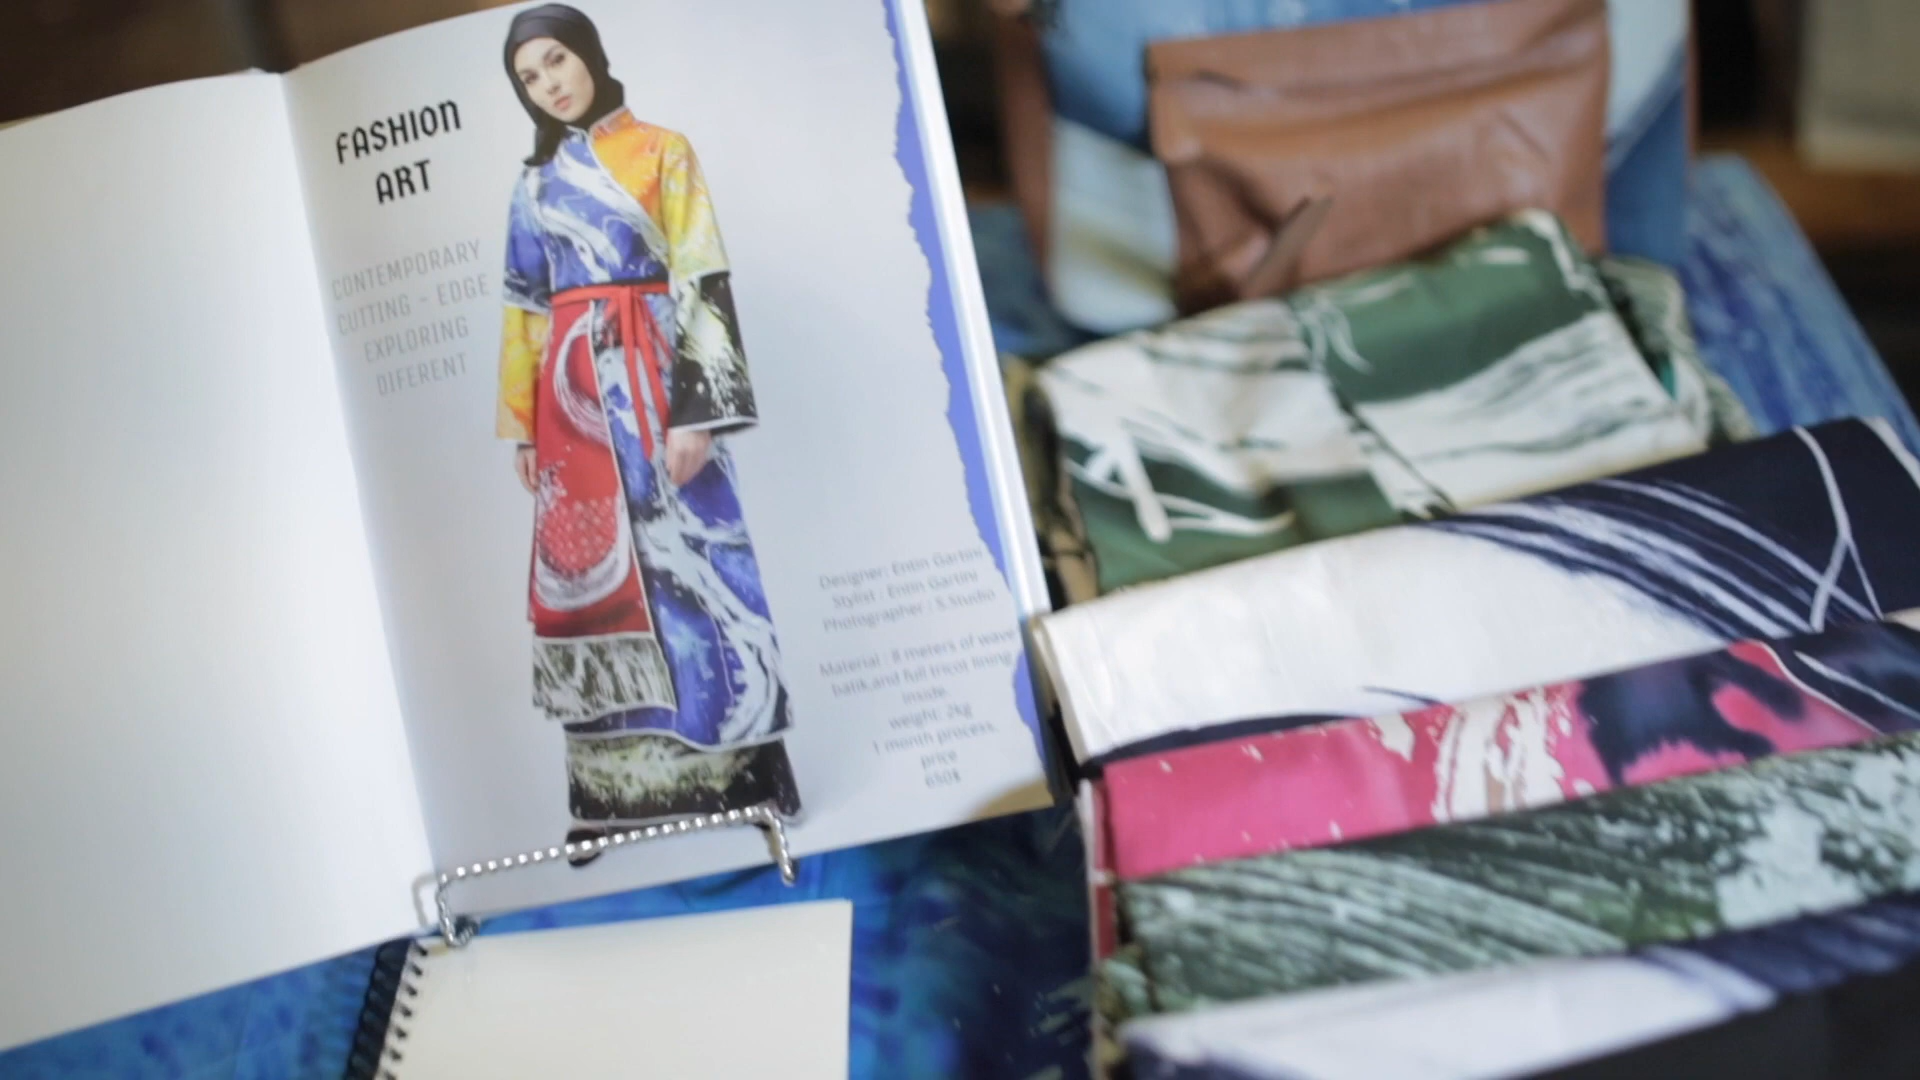 FASHION
ART
CONTEMPORARY
CUTTING - EDGE
EXPLORING
DIFERENT
Designer: Entin Gartini
Stylist : Entin Gartini
Photographer : S.Studio
Material : 8 meters of wave
batik,and full tricot lining
inside.
weight: 2kg
1 month process,
price
650$